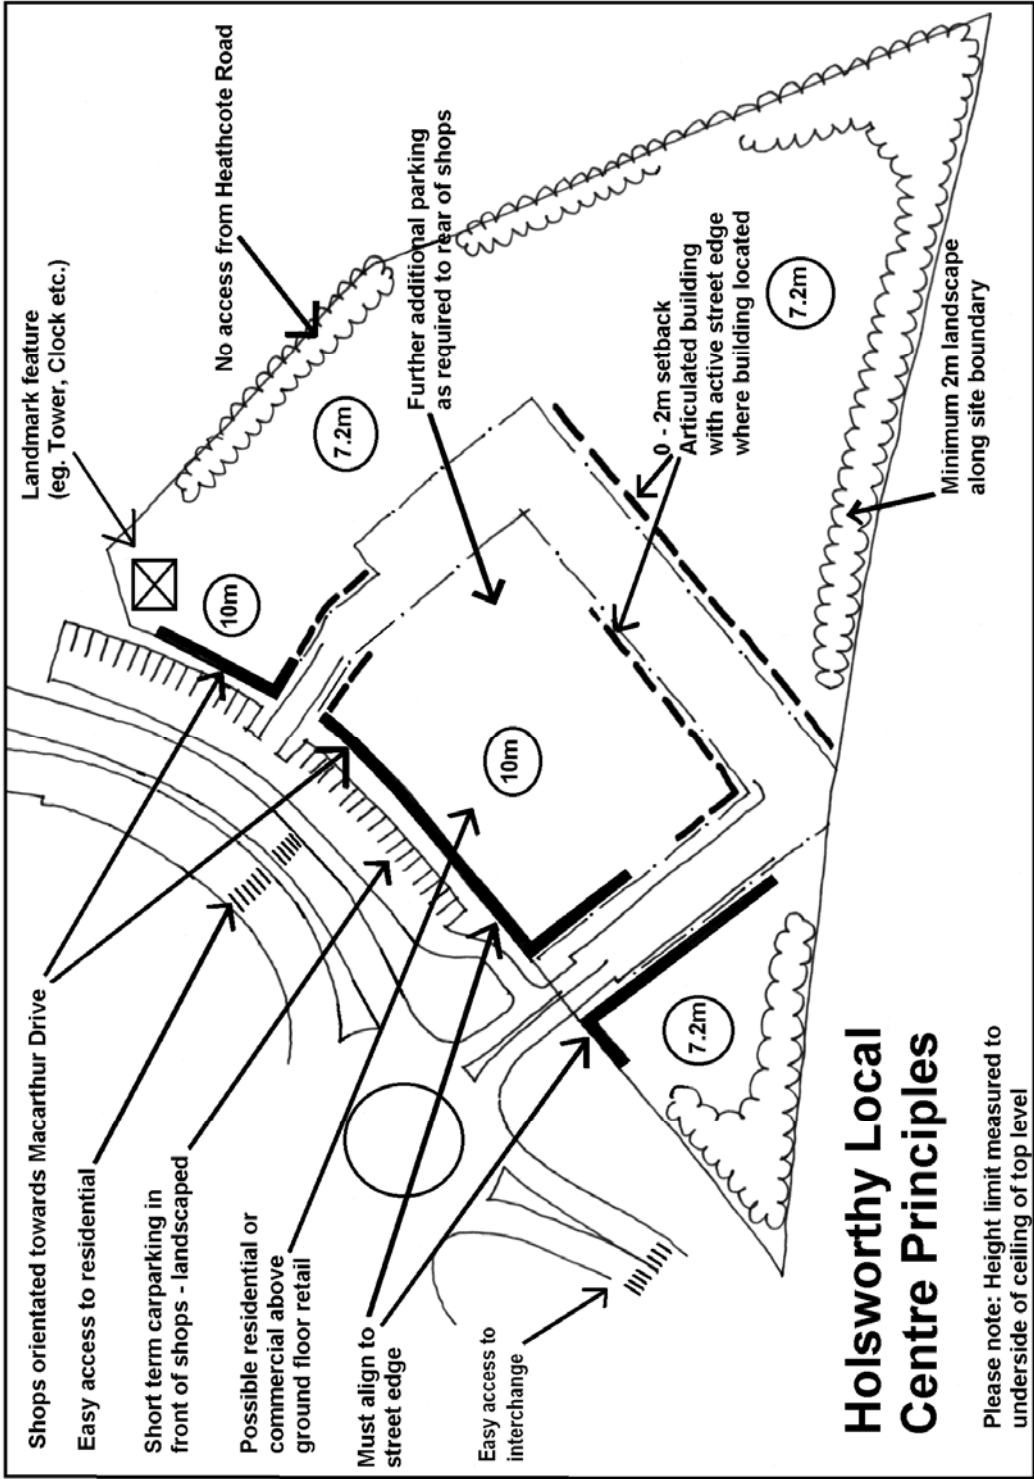 Shops orientated towards Macarthur Drive
Easy access to residential
Short term carparking in
front of shops - landscaped
Possible residential or
commercial above
ground floor retail
Must align to
street edge
Easy access to
interchange
Landmark feature
(eg. Tower, Clock etc.)
No access from Heathcote Road
Further additional parking
as required to rear of shops
0 - 2m setback
Articulated building
with active street edge
where building located
Minimum 2m landscape
along site boundary
10m
7.2m
10m
7.2m
7.2m
Holsworthy Local
Centre Principles
Please note: Height limit measured to
underside of ceiling of top level